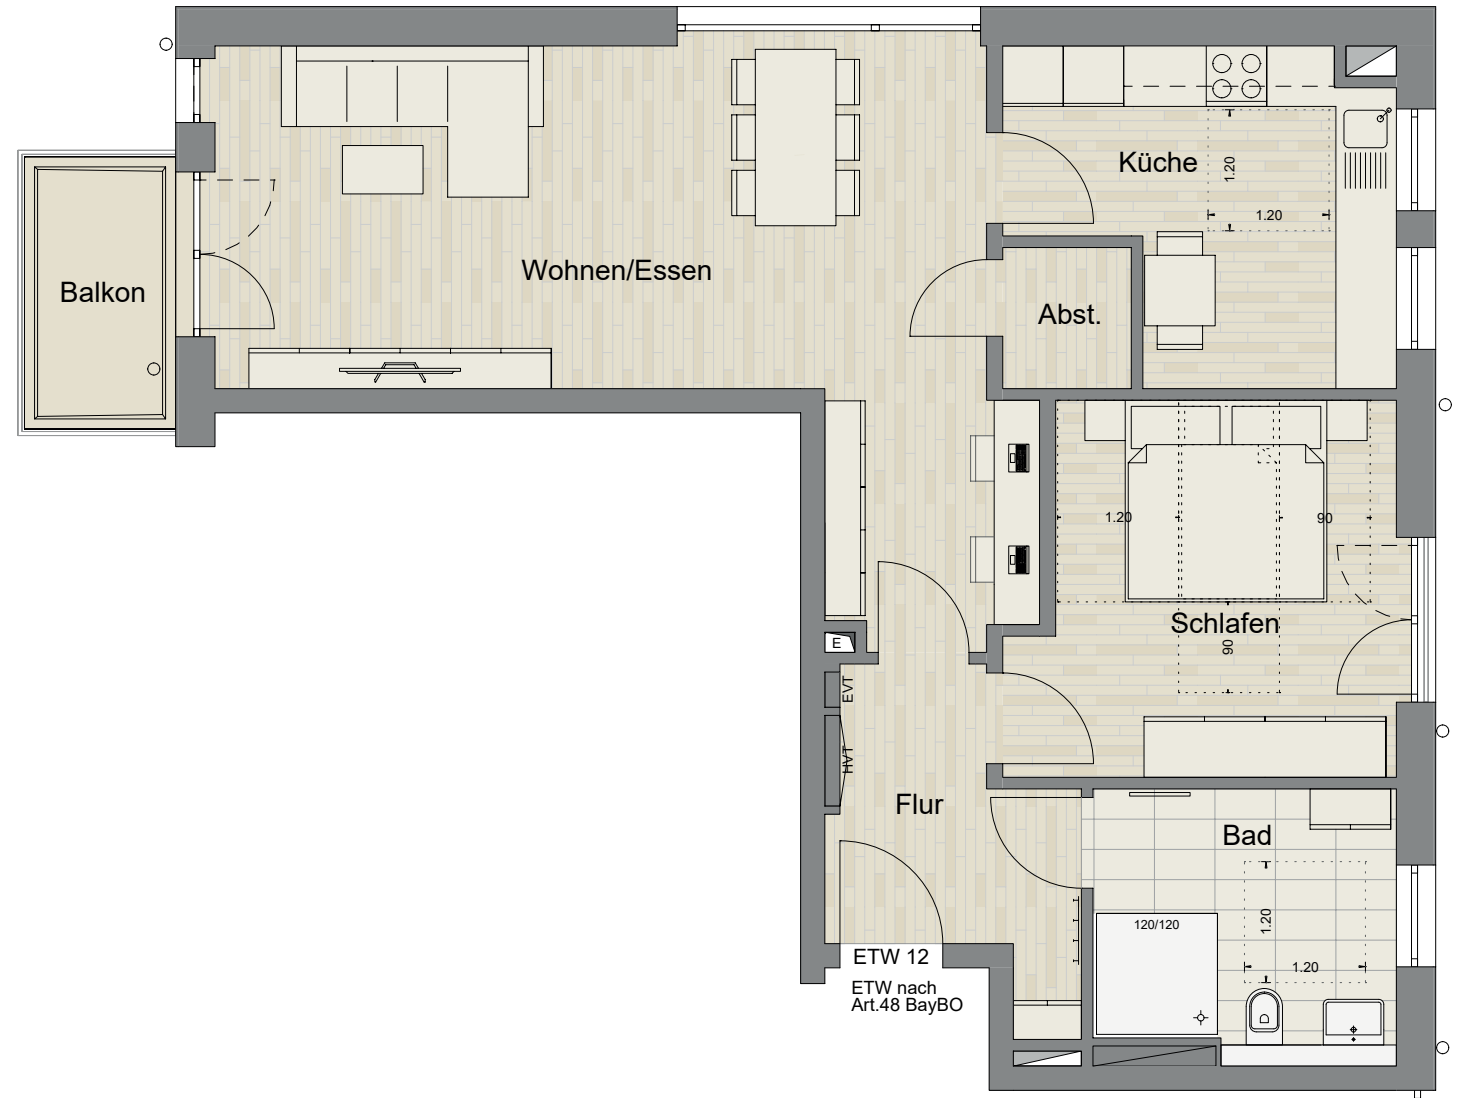 Küche
1.20
1.20
Wohnen/Essen
Balkon
Abst.
1.20
90
Schlafen
90
E
EVT
HVT
Flur
Bad
1.20
120/120
1.20
ETW 12
ETW nach
Art.48 BayBO